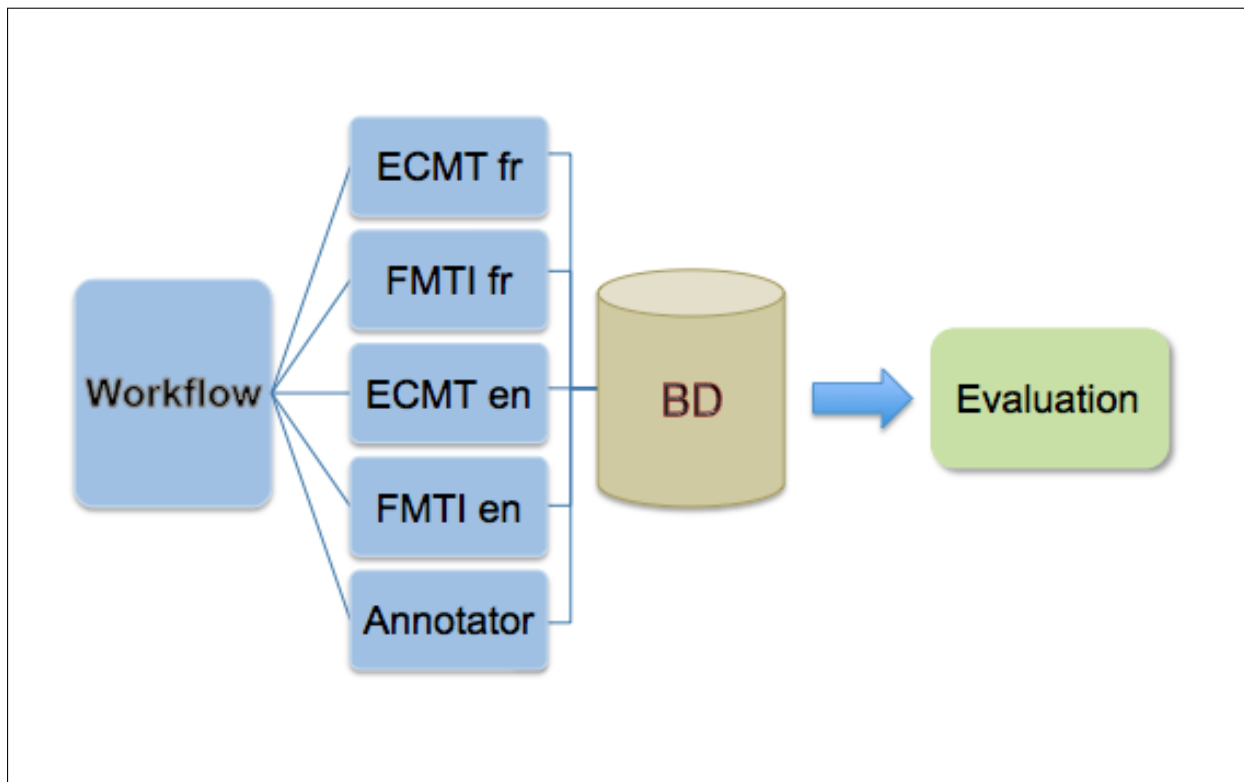 Workflow
ECMT fr
FMTI fr
ECMT en
FMTI en
Annotator
BD
Evaluation